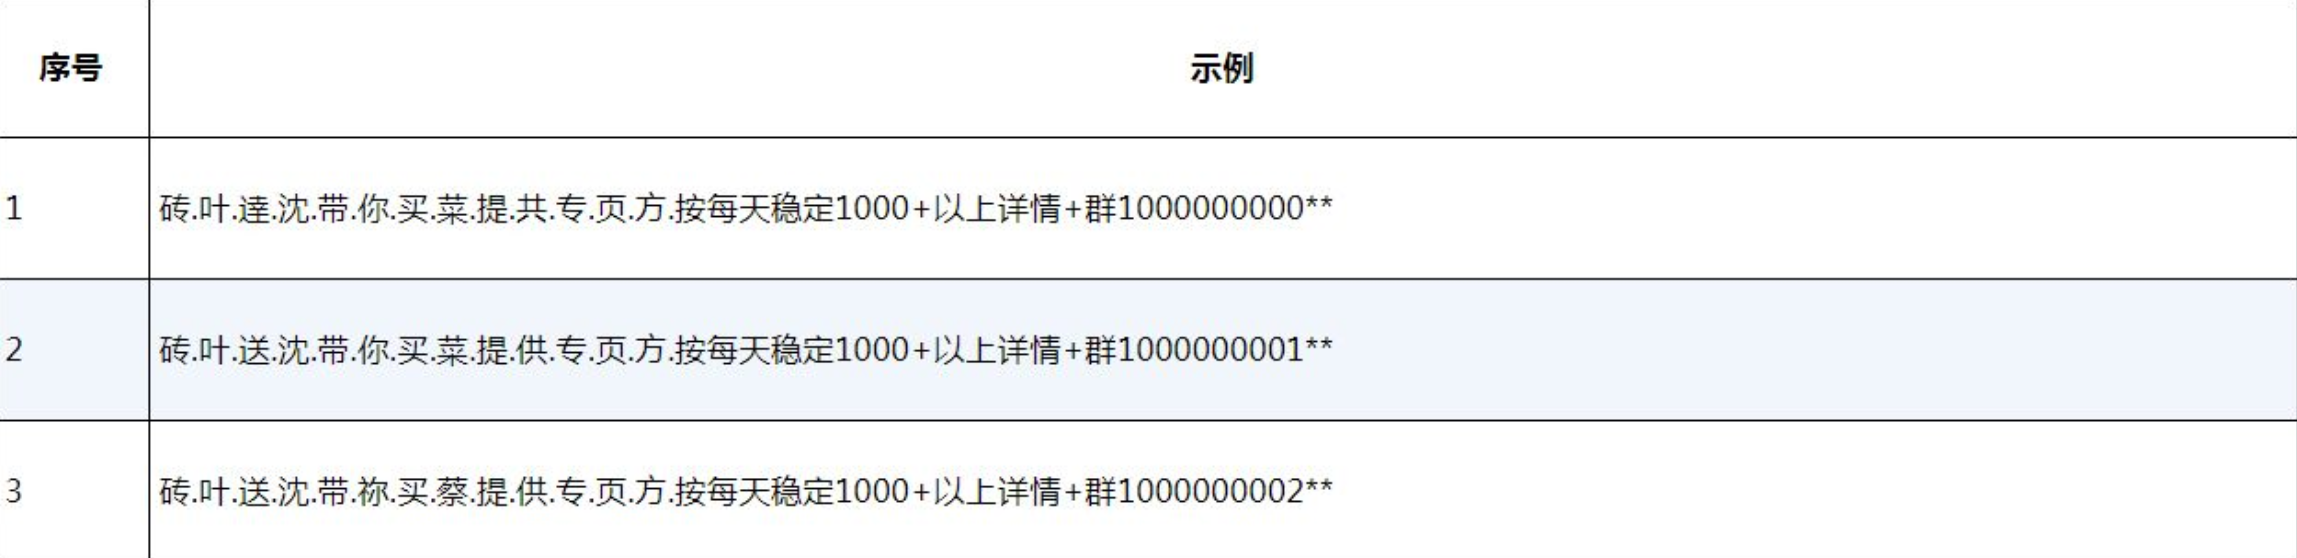 序号 示例
1 砖.叶.達.沈.带.你.买.菜.提.共.专.页.方.按每天稳定1000+以上详情+群1000000000**
2 砖.叶.送.沈.带.你.买.菜.提.供.专.页.方.按每天稳定1000+以上详情+群1000000001**
3 砖.叶.送.沈.带.祢.买.蔡.提.供.专.页.方.按每天稳定1000+以上详情+群1000000002**